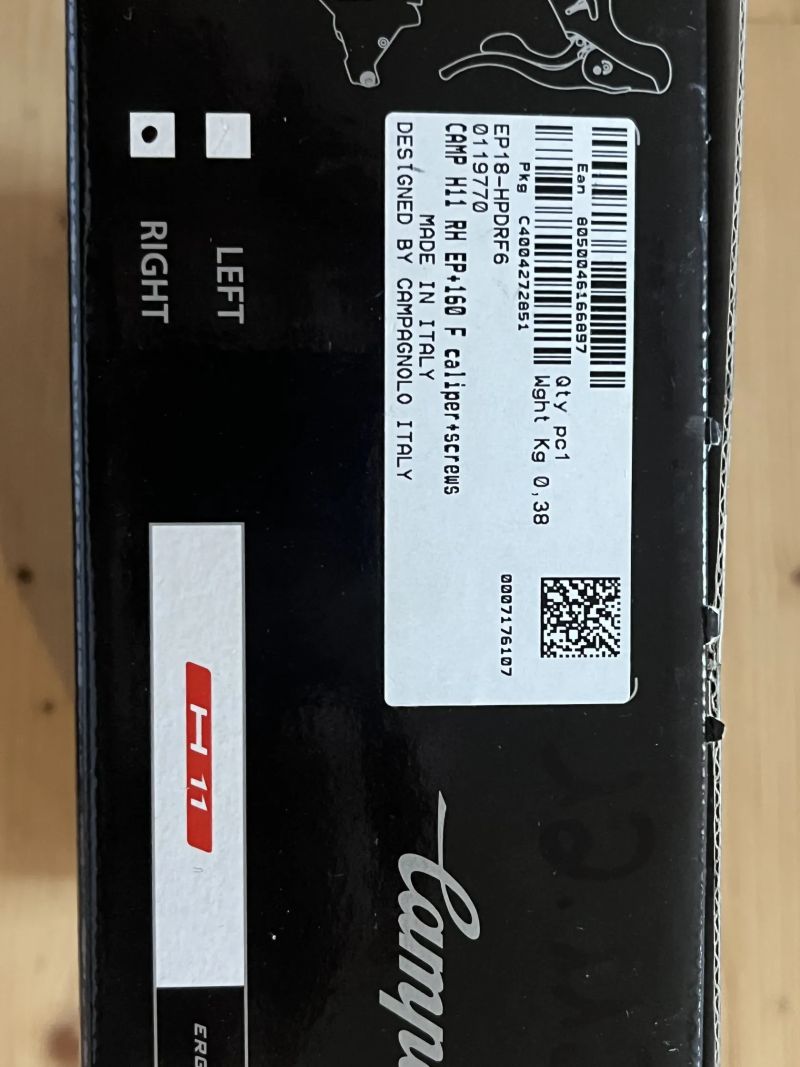 Ean 8050046166897
Qty pc1
Pkg C4004272851
Wght Kg 0,38
EP18-HPDRF6
0007176107
0119770
CAMP H11 RH EP+160 F caliper+screws
MADE IN ITALY
DESIGNED BY CAMPAGNOLO ITALY
LEFT
RIGHT
H11